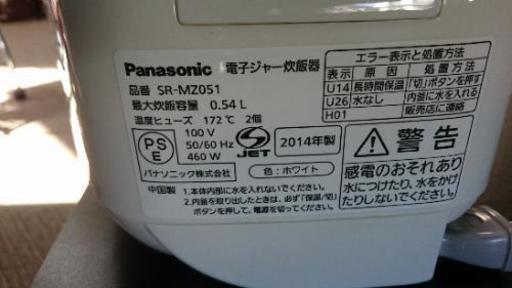 Panasonic 電子ジャー炊飯器
品番 SR-MZ051
最大炊飯容量 0.54 L
温度ヒューズ 172℃ 2個
PS E
100 V
50/60 Hz
460 W
S JET
2014年製
パナソニック株式会社
色:ホワイト
中国製
1.本体内部に水を入れないでください。
2.内釜を取り出したときは、必ず「保温/切」
ボタンを押して、電源を切ってください。
エラー表示と処置方法
表示 原因 処置方法
U14 長時間保温 「切」ボタンを押す
U26 水なし 内釜に水を入れる
H01 販売店に連絡
警告
感電のおそれあり
水につけたり、水をかけ
たりしないでください。